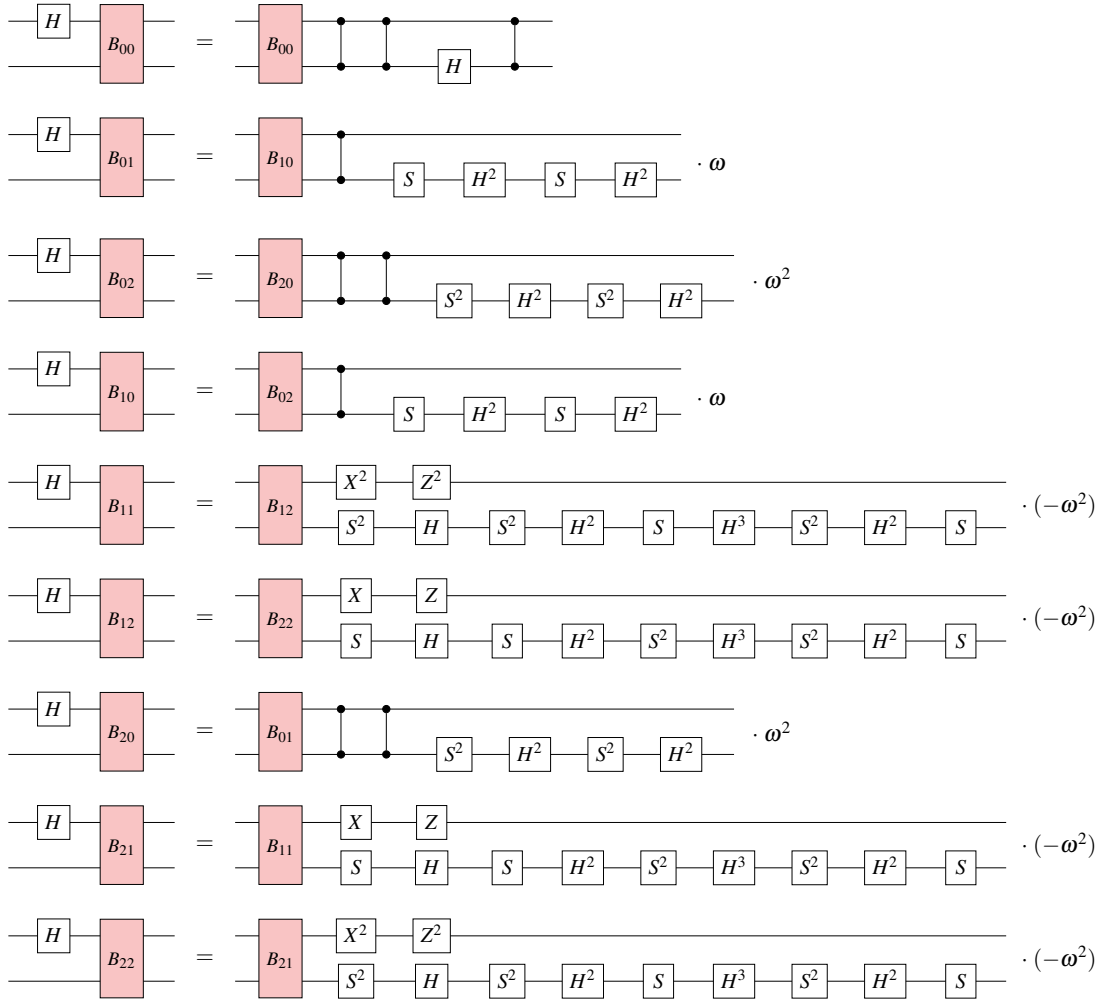 H B₀₀ = B₀₀ H
H B₀₁ = B₁₀ S H² S H² · ω
H B₀₂ = B₂₀ S² H² S² H² · ω²
H B₁₀ = B₀₂ S H² S H² · ω
H B₁₁ = B₁₂ X² Z² · (−ω²)
S² H S² H² S H³ S² H² S
H B₁₂ = B₂₂ X Z · (−ω²)
S H S H² S² H³ S² H² S
H B₂₀ = B₀₁ S² H² S² H² · ω²
H B₂₁ = B₁₁ X Z · (−ω²)
S H S H² S² H³ S² H² S
H B₂₂ = B₂₁ X² Z² · (−ω²)
S² H S² H² S H³ S² H² S